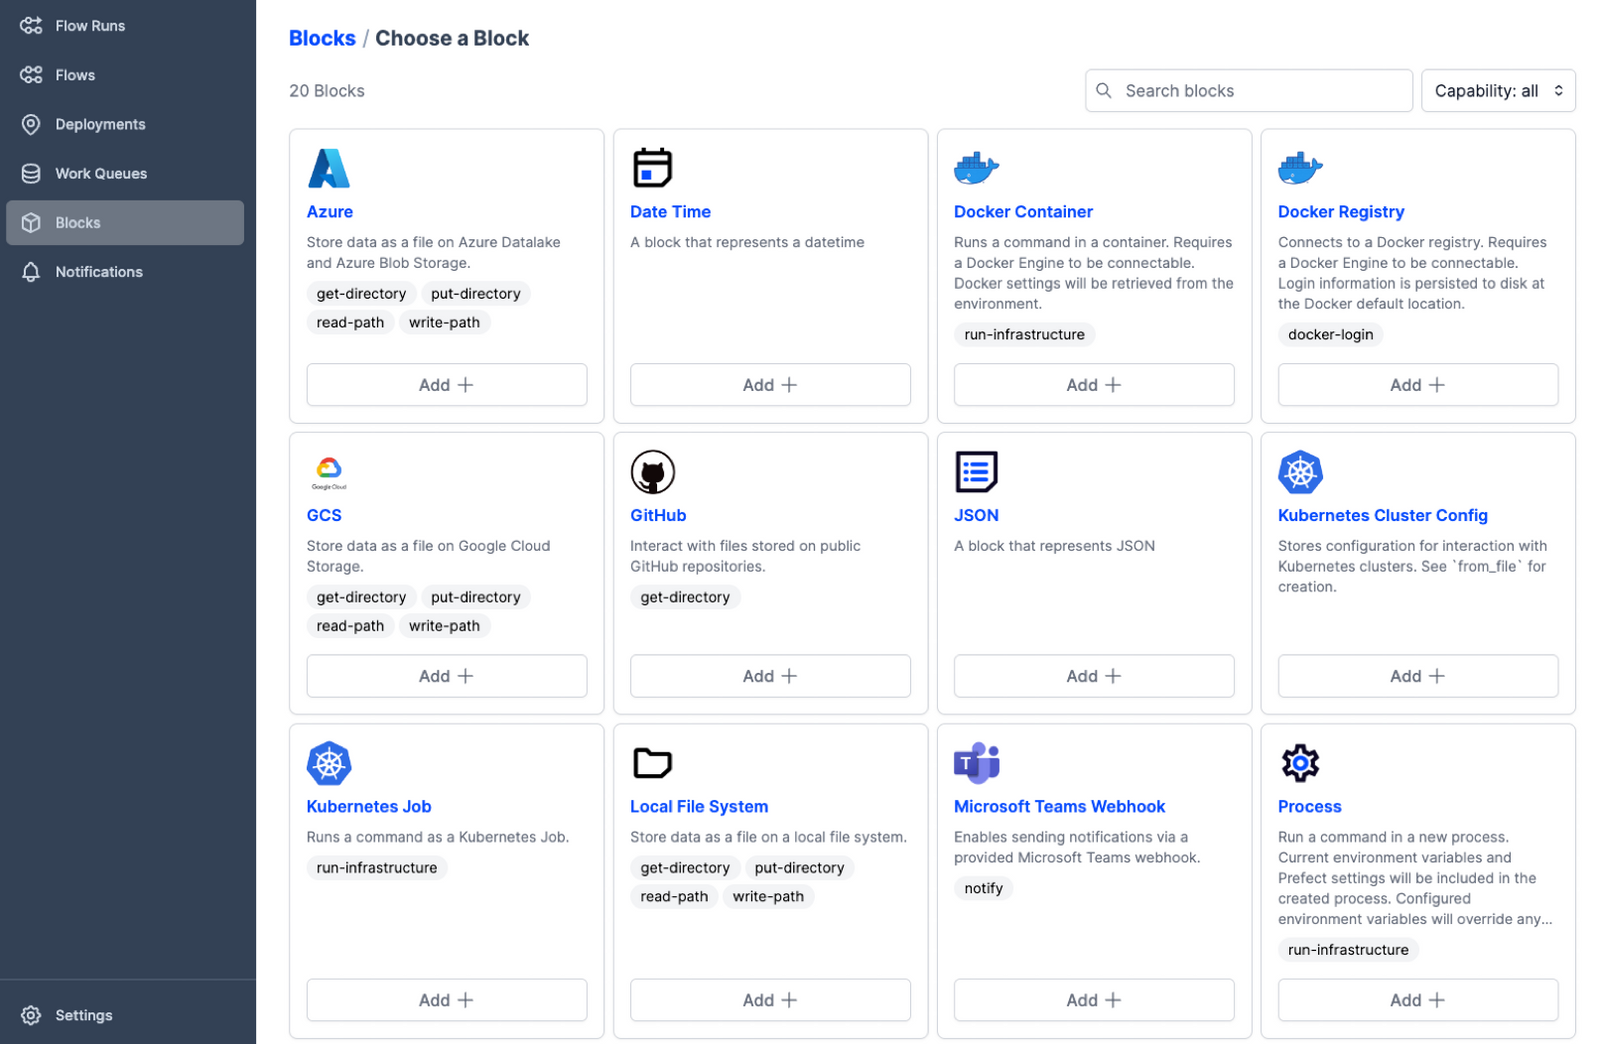 Flow Runs
Flows
Deployments
Work Queues
Blocks
Notifications
Settings
Blocks / Choose a Block
20 Blocks
Search blocks
Capability: all
Azure
Store data as a file on Azure Datalake
and Azure Blob Storage.
get-directory put-directory
read-path write-path
Add
Date Time
A block that represents a datetime
Add
Docker Container
Runs a command in a container. Requires
a Docker Engine to be connectable.
Docker settings will be retrieved from the
environment.
run-infrastructure
Add
Docker Registry
Connects to a Docker registry. Requires
a Docker Engine to be connectable.
Login information is persisted to disk at
the Docker default location.
docker-login
Add
Google Cloud
GCS
Store data as a file on Google Cloud
Storage.
get-directory put-directory
read-path write-path
Add
GitHub
Interact with files stored on public
GitHub repositories.
get-directory
Add
JSON
A block that represents JSON
Add
Kubernetes Cluster Config
Stores configuration for interaction with
Kubernetes clusters. See `from_file` for
creation.
Add
Kubernetes Job
Runs a command as a Kubernetes Job.
run-infrastructure
Add
Local File System
Store data as a file on a local file system.
get-directory put-directory
read-path write-path
Add
T
Microsoft Teams Webhook
Enables sending notifications via a
provided Microsoft Teams webhook.
notify
Add
Process
Run a command in a new process.
Current environment variables and
Prefect settings will be included in the
created process. Configured
environment variables will override any...
run-infrastructure
Add